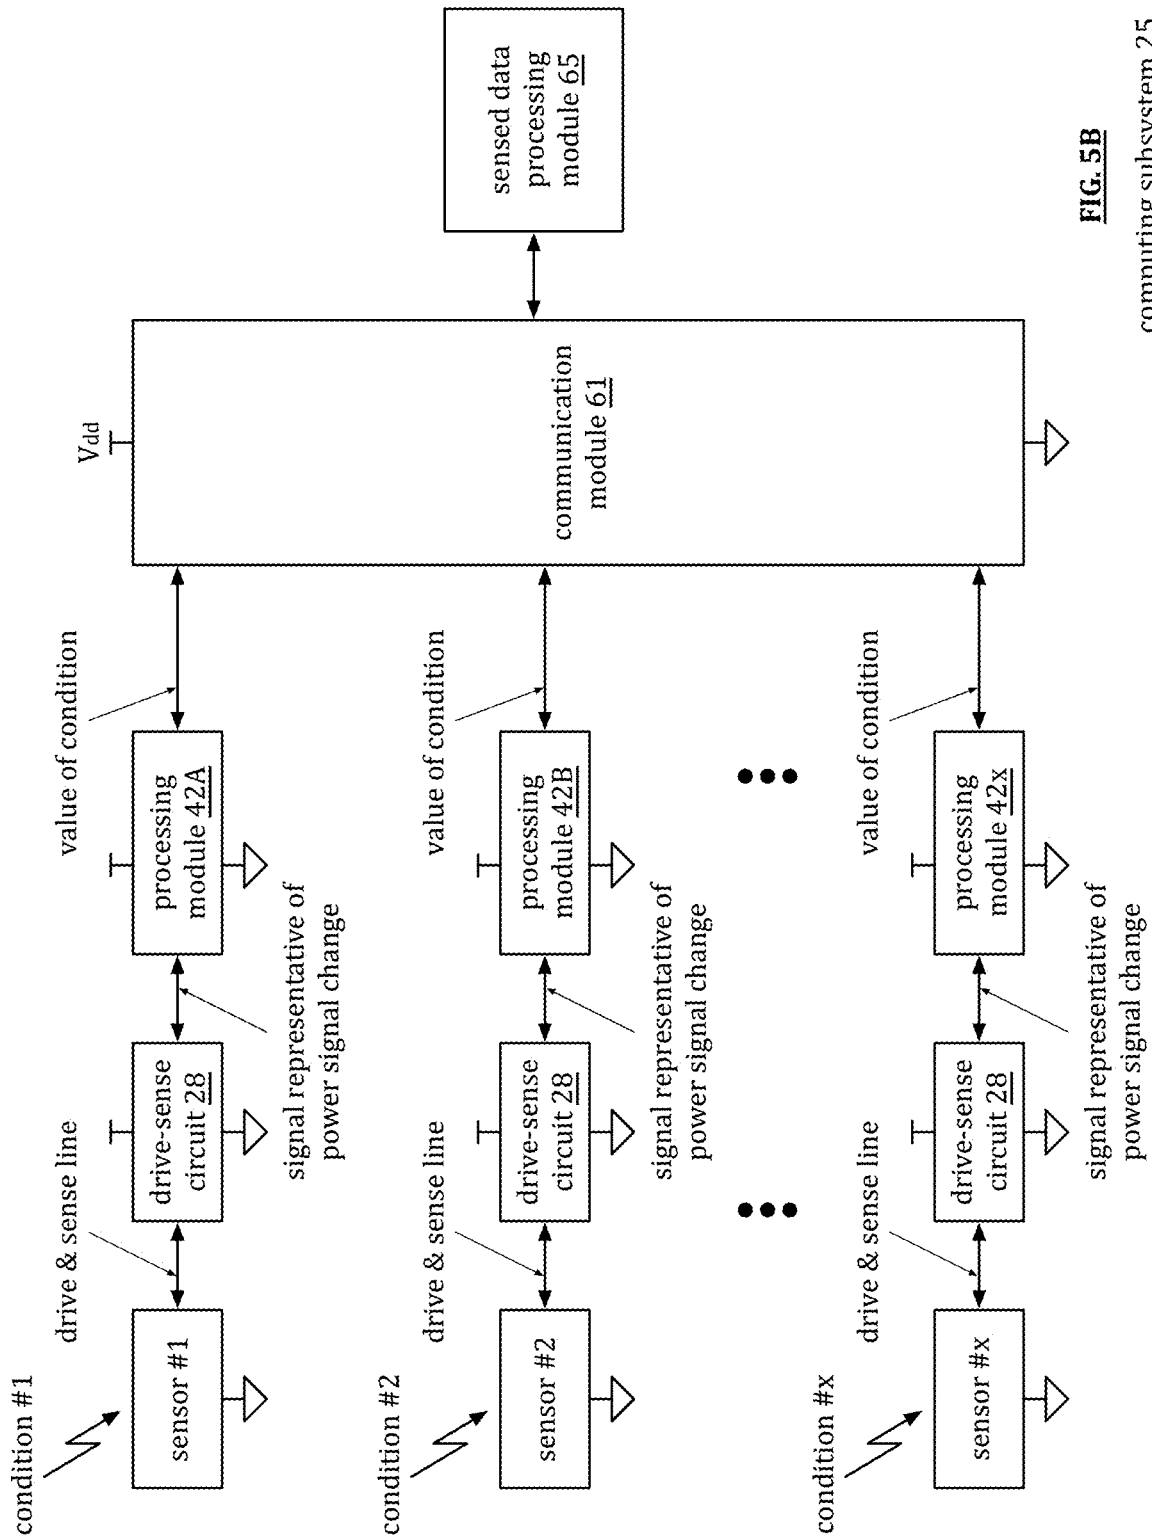 condition #1
drive & sense line
value of condition
Vdd
sensor #1
drive-sense
circuit 28
processing
module 42A
signal representative of
power signal change
condition #2
drive & sense line
value of condition
sensor #2
drive-sense
circuit 28
processing
module 42B
communication
module 61
sensed data
processing
module 65
signal representative of
power signal change
condition #x
drive & sense line
value of condition
sensor #x
drive-sense
circuit 28
processing
module 42x
signal representative of
power signal change
FIG. 5B
computing subsystem 25